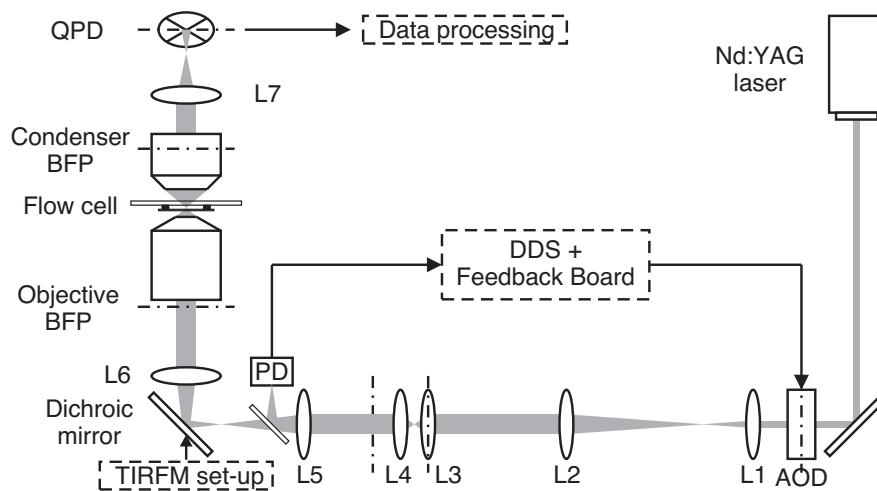 QPD
Data processing
Nd:YAG
laser
L7
Condenser
BFP
Flow cell
DDS +
Feedback Board
Objective
BFP
L6
PD
Dichroic
mirror
L5
L4
L3
L2
L1
AOD
TIRFM set-up